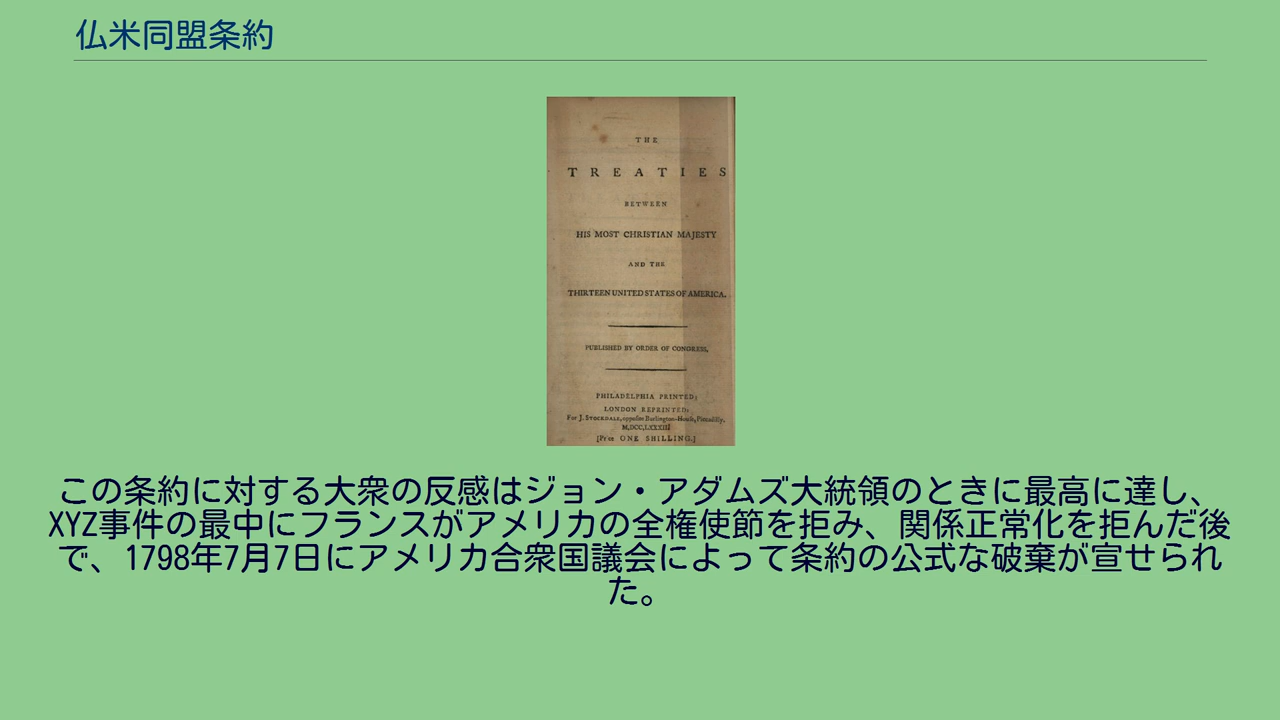 仏米同盟条約
THE
TREATIES
BETWEEN
HIS MOST CHRISTIAN MAJESTY
AND THE
THIRTEEN UNITED STATES OF AMERICA.
PUBLISHED BY ORDER OF CONGRESS,
PHILADELPHIA PRINTED;
LONDON REPRINTED:
For J. STOCKDALE, opposite Burlington-House, Piccadilly,
M,DCC,LXXXII
[Price ONE SHILLING.]
この条約に対する大衆の反感はジョン・アダムズ大統領のときに最高に達し、
XYZ事件の最中にフランスがアメリカの全権使節を拒み、関係正常化を拒んだ後
で、1798年7月7日にアメリカ合衆国議会によって条約の公式な破棄が宣せられ
た。